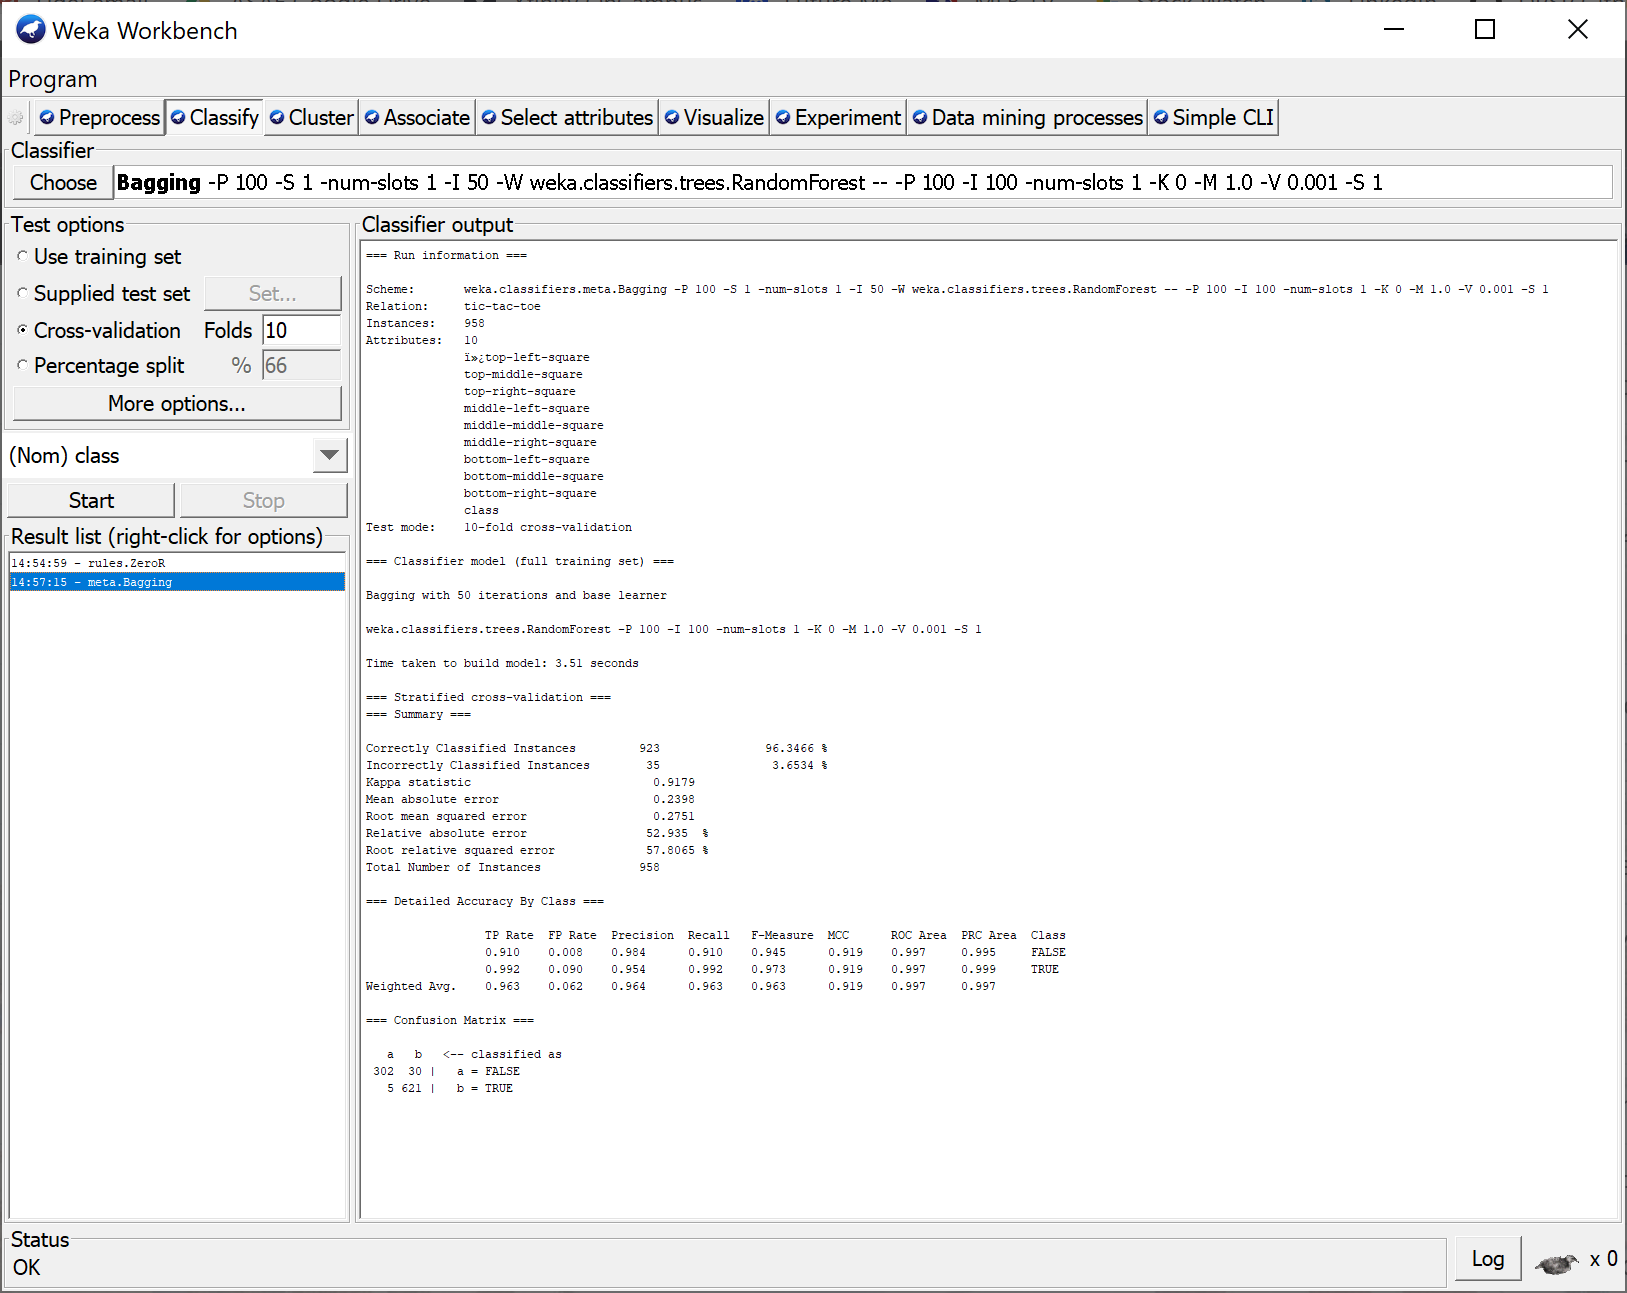 Weka Workbench
Program
Preprocess Classify Cluster Associate Select attributes Visualize Experiment Data mining processes Simple CLI
Classifier
Choose Bagging -P 100 -S 1 -num-slots 1 -I 50 -W weka.classifiers.trees.RandomForest -- -P 100 -I 100 -num-slots 1 -K 0 -M 1.0 -V 0.001 -S 1
Test options
Use training set
Supplied test set Set...
Cross-validation Folds 10
Percentage split % 66
More options...
(Nom) class
Start Stop
Result list (right-click for options)
14:54:59 - rules.ZeroR
14:57:15 - meta.Bagging
Classifier output
=== Run information ===
Scheme: weka.classifiers.meta.Bagging -P 100 -S 1 -num-slots 1 -I 50 -W weka.classifiers.trees.RandomForest -- -P 100 -I 100 -num-slots 1 -K 0 -M 1.0 -V 0.001 -S 1
Relation: tic-tac-toe
Instances: 958
Attributes: 10
ï»¿top-left-square
top-middle-square
top-right-square
middle-left-square
middle-middle-square
middle-right-square
bottom-left-square
bottom-middle-square
bottom-right-square
class
Test mode: 10-fold cross-validation
=== Classifier model (full training set) ===
Bagging with 50 iterations and base learner
weka.classifiers.trees.RandomForest -P 100 -I 100 -num-slots 1 -K 0 -M 1.0 -V 0.001 -S 1
Time taken to build model: 3.51 seconds
=== Stratified cross-validation ===
=== Summary ===
Correctly Classified Instances 923 96.3466 %
Incorrectly Classified Instances 35 3.6534 %
Kappa statistic 0.9179
Mean absolute error 0.2398
Root mean squared error 0.2751
Relative absolute error 52.935 %
Root relative squared error 57.8065 %
Total Number of Instances 958
=== Detailed Accuracy By Class ===
TP Rate FP Rate Precision Recall F-Measure MCC ROC Area PRC Area Class
0.910 0.008 0.984 0.910 0.945 0.919 0.997 0.995 FALSE
0.992 0.090 0.954 0.992 0.973 0.919 0.997 0.999 TRUE
Weighted Avg. 0.963 0.062 0.964 0.963 0.963 0.919 0.997 0.997
=== Confusion Matrix ===
a b <-- classified as
302 30 | a = FALSE
5 621 | b = TRUE
Status
OK
Log x 0